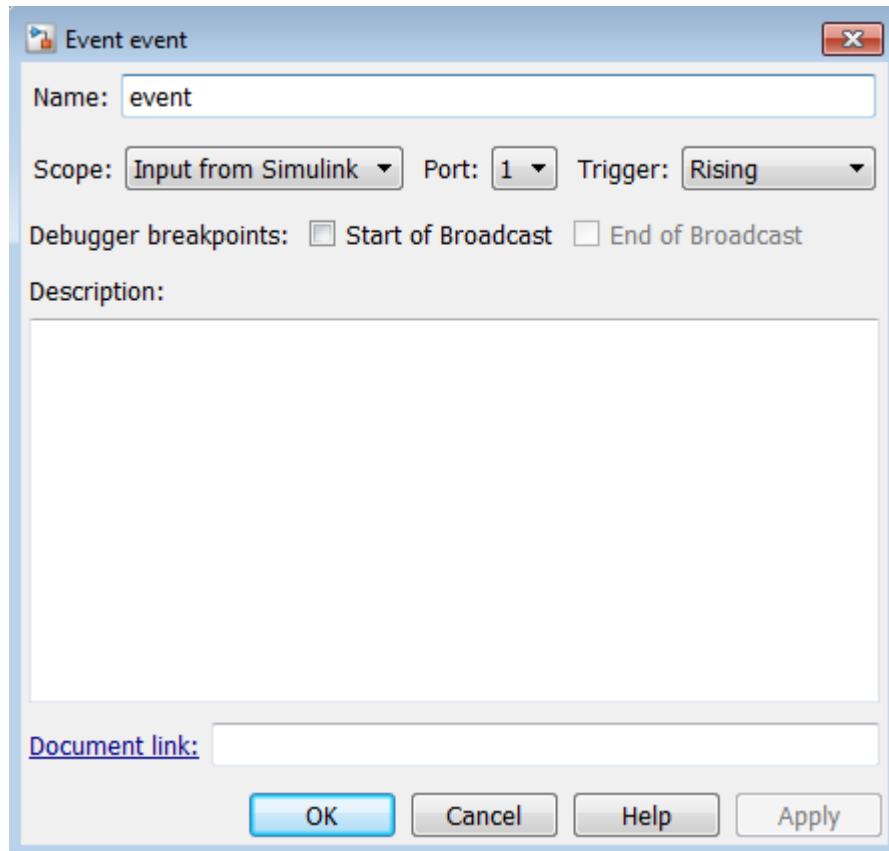 Event event
Name: event
Scope: Input from Simulink Port: 1 Trigger: Rising
Debugger breakpoints: Start of Broadcast End of Broadcast
Description:
Document link:
OK Cancel Help Apply